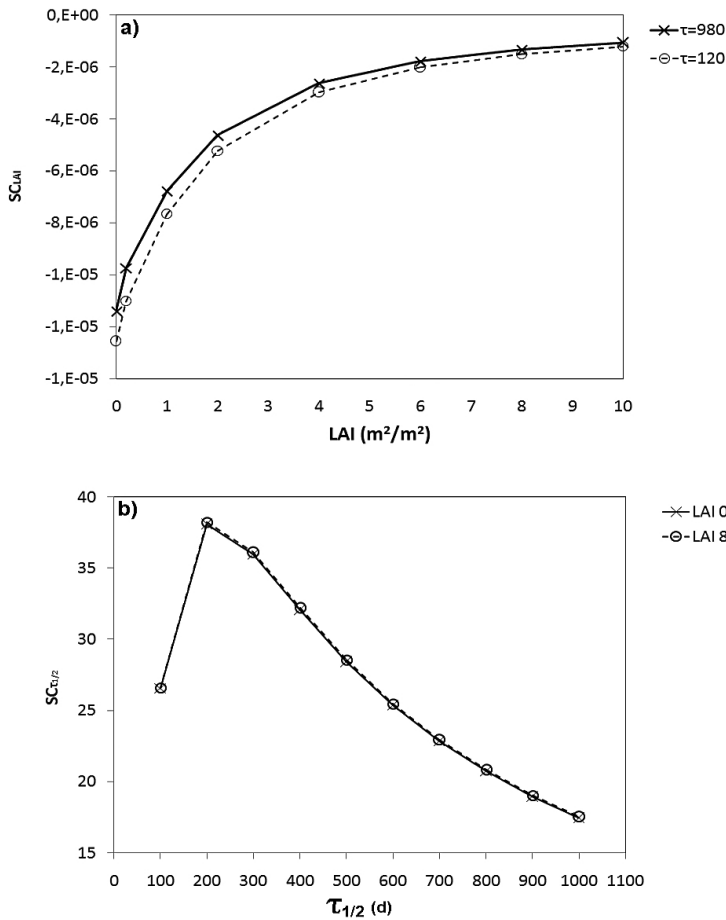 a)
0,E+00
-2,E-06
-4,E-06
-6,E-06
-8,E-06
-1,E-05
-1,E-05
-1,E-05
SCLAI
0 1 2 3 4 5 6 7 8 9 10
LAI (m²/m²)
τ=980
τ=120
b)
40
35
30
25
20
15
SCτ1/2
0 100 200 300 400 500 600 700 800 900 1000 1100
τ1/2 (d)
LAI 0
LAI 8